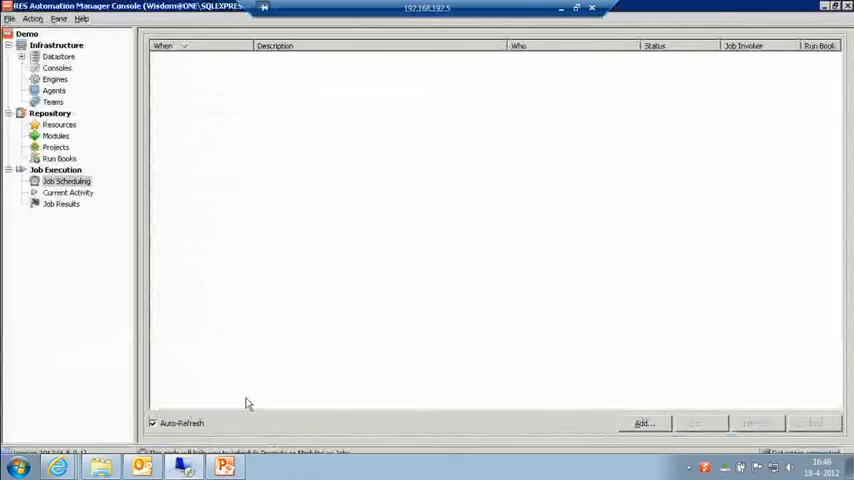 RES Automation Manager Console (Wisdom@ONE\SQLEXPRES
192.168.192.5
File Action Pane Help
Demo
Infrastructure
Datastore
Consoles
Engines
Agents
Teams
Repository
Resources
Modules
Projects
Run Books
Job Execution
Job Scheduling
Current Activity
Job Results
When Description Who Status Job Invoker Run Book
Auto-Refresh
Add...
16:46
18-4-2012